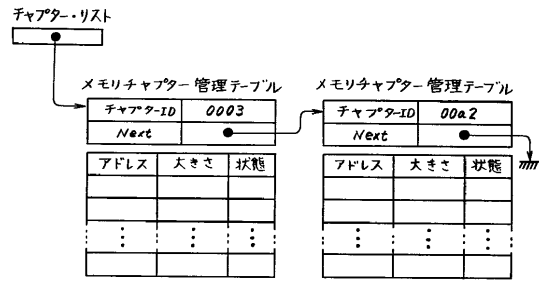 チャプター・リスト
メモリチャプター管理テーブル
チャプターID 0003
Next
アドレス 大きさ 状態
メモリチャプター管理テーブル
チャプターID 00a2
Next
アドレス 大きさ 状態